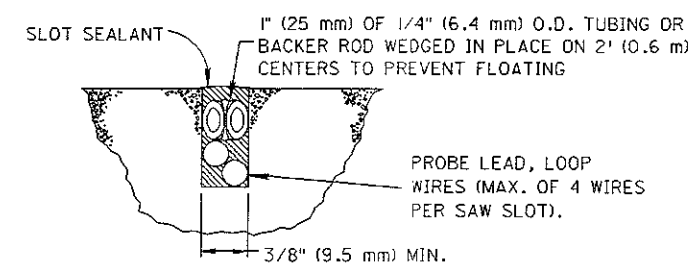 SLOT SEALANT
1" (25 mm) OF 1/4" (6.4 mm) O.D. TUBING OR
BACKER ROD WEDGED IN PLACE ON 2' (0.6 m)
CENTERS TO PREVENT FLOATING
PROBE LEAD, LOOP
WIRES (MAX. OF 4 WIRES
PER SAW SLOT).
3/8" (9.5 mm) MIN.